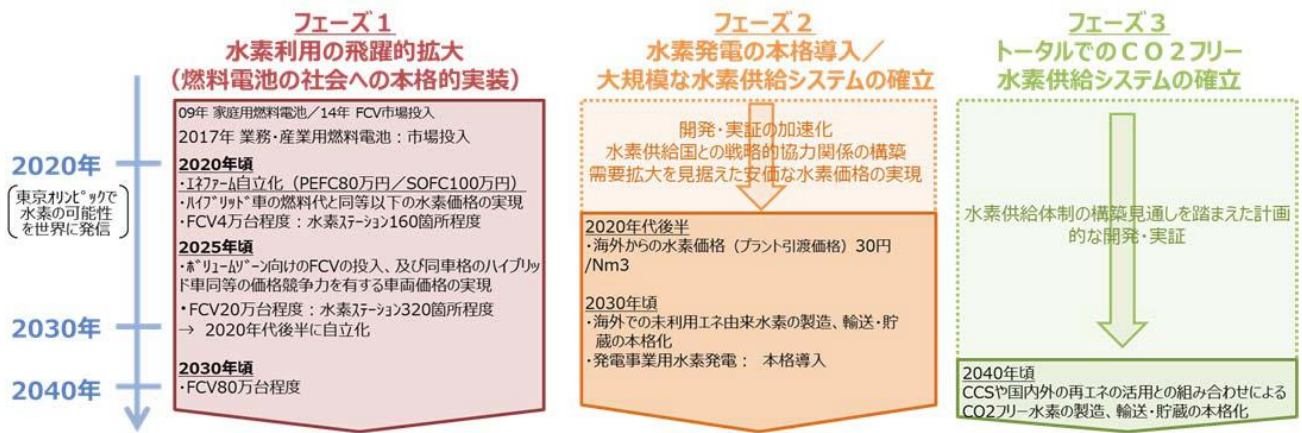 フェーズ１
水素利用の飛躍的拡大
（燃料電池の社会への本格的実装）
09年 家庭用燃料電池／14年 FCV市場投入
2017年 業務・産業用燃料電池：市場投入
2020年頃
・エネファーム自立化（PEFC80万円／SOFC100万円）
・ハイブリッド車の燃料代と同等以下の水素価格の実現
・FCV4万台程度：水素ステーション160箇所程度
2025年頃
・ボリュームゾーン向けのFCVの投入、及び同車格のハイブリッ
ド車同等の価格競争力を有する車両価格の実現
・FCV20万台程度：水素ステーション320箇所程度
→ 2020年代後半に自立化
2030年頃
・FCV80万台程度
2020年
東京オリンピックで
水素の可能性
を世界に発信
2030年
2040年
フェーズ２
水素発電の本格導入／
大規模な水素供給システムの確立
開発・実証の加速化
水素供給国との戦略的協力関係の構築
需要拡大を見据えた安価な水素価格の実現
2020年代後半
・海外からの水素価格（プラント引渡価格）30円
/Nm3
2030年頃
・海外での未利用エネ由来水素の製造、輸送・貯
蔵の本格化
・発電事業用水素発電： 本格導入
フェーズ３
トータルでのＣＯ２フリー
水素供給システムの確立
水素供給体制の構築見通しを踏まえた計画
的な開発・実証
2040年頃
CCSや国内外の再エネの活用との組み合わせによる
CO2フリー水素の製造、輸送・貯蔵の本格化